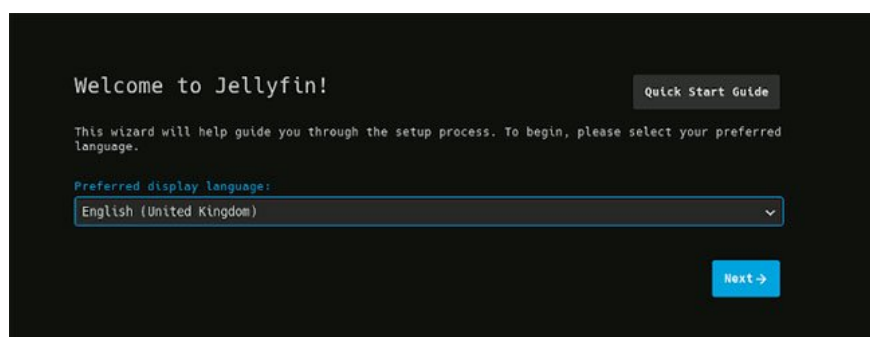 Welcome to Jellyfin!
Quick Start Guide
This wizard will help guide you through the setup process. To begin, please select your preferred
language.
Preferred display language:
English (United Kingdom)
Next→